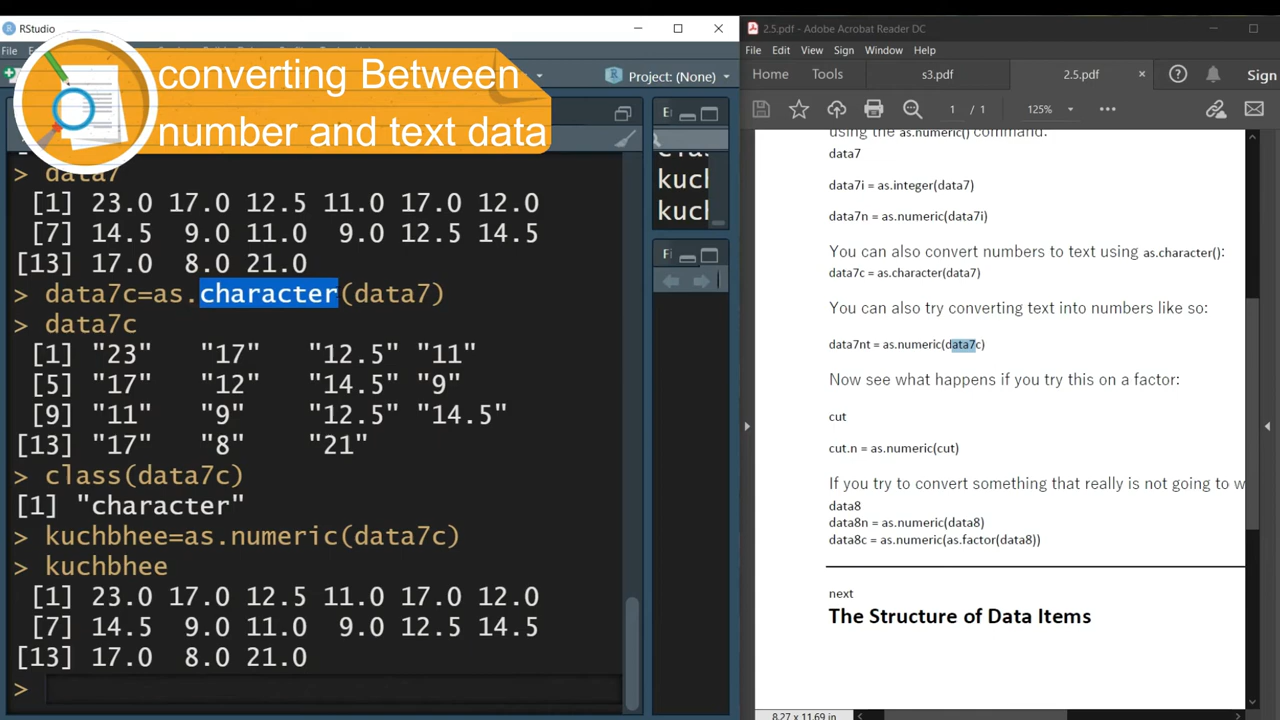 RStudio
File
converting Between
number and text data
Project: (None)
> data7
[1] 23.0 17.0 12.5 11.0 17.0 12.0
[7] 14.5 9.0 11.0 9.0 12.5 14.5
[13] 17.0 8.0 21.0
> data7c=as.character(data7)
> data7c
[1] "23" "17" "12.5" "11"
[5] "17" "12" "14.5" "9"
[9] "11" "9" "12.5" "14.5"
[13] "17" "8" "21"
> class(data7c)
[1] "character"
> kuchbhee=as.numeric(data7c)
> kuchbhee
[1] 23.0 17.0 12.5 11.0 17.0 12.0
[7] 14.5 9.0 11.0 9.0 12.5 14.5
[13] 17.0 8.0 21.0
>
kucl
kucl
2.5.pdf - Adobe Acrobat Reader DC
File Edit View Sign Window Help
Home Tools s3.pdf 2.5.pdf × Sign
1 / 1 125%
using the as.numeric() command:
data7
data7i = as.integer(data7)
data7n = as.numeric(data7i)
You can also convert numbers to text using as.character():
data7c = as.character(data7)
You can also try converting text into numbers like so:
data7nt = as.numeric(data7c)
Now see what happens if you try this on a factor:
cut
cut.n = as.numeric(cut)
If you try to convert something that really is not going to w
data8
data8n = as.numeric(data8)
data8c = as.numeric(as.factor(data8))
next
The Structure of Data Items
8.27 x 11.69 in